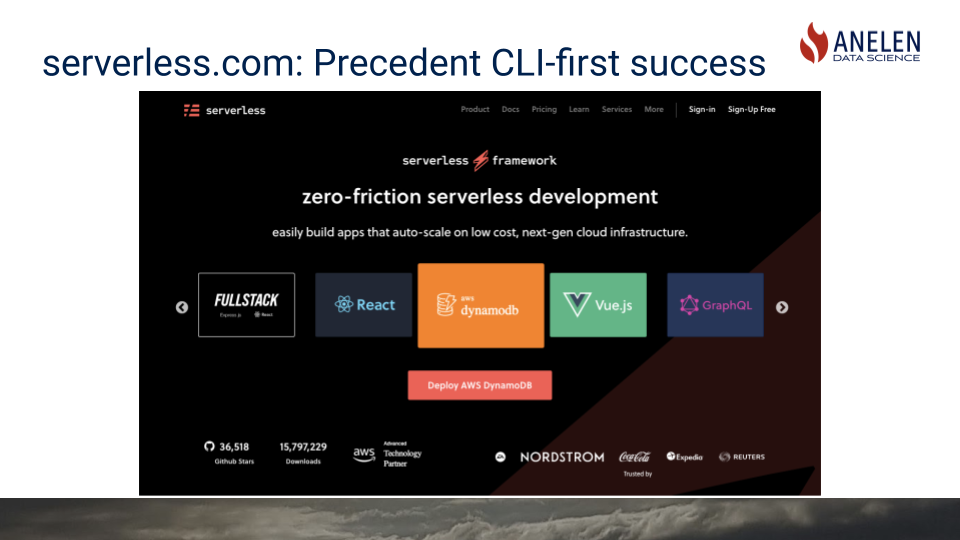 serverless.com: Precedent CLI-first success
ANELEN
DATA SCIENCE
serverless
Product Docs Pricing Learn Services More Sign-in Sign-Up Free
serverless framework
zero-friction serverless development
easily build apps that auto-scale on low cost, next-gen cloud infrastructure.
FULLSTACK
Express.js React
React
aws
dynamodb
Vue.js
GraphQL
Deploy AWS DynamoDB
36,518
Github Stars
15,797,229
Downloads
aws
Advanced
Technology
Partner
EA NORDSTROM Coca-Cola Expedia REUTERS
Trusted by